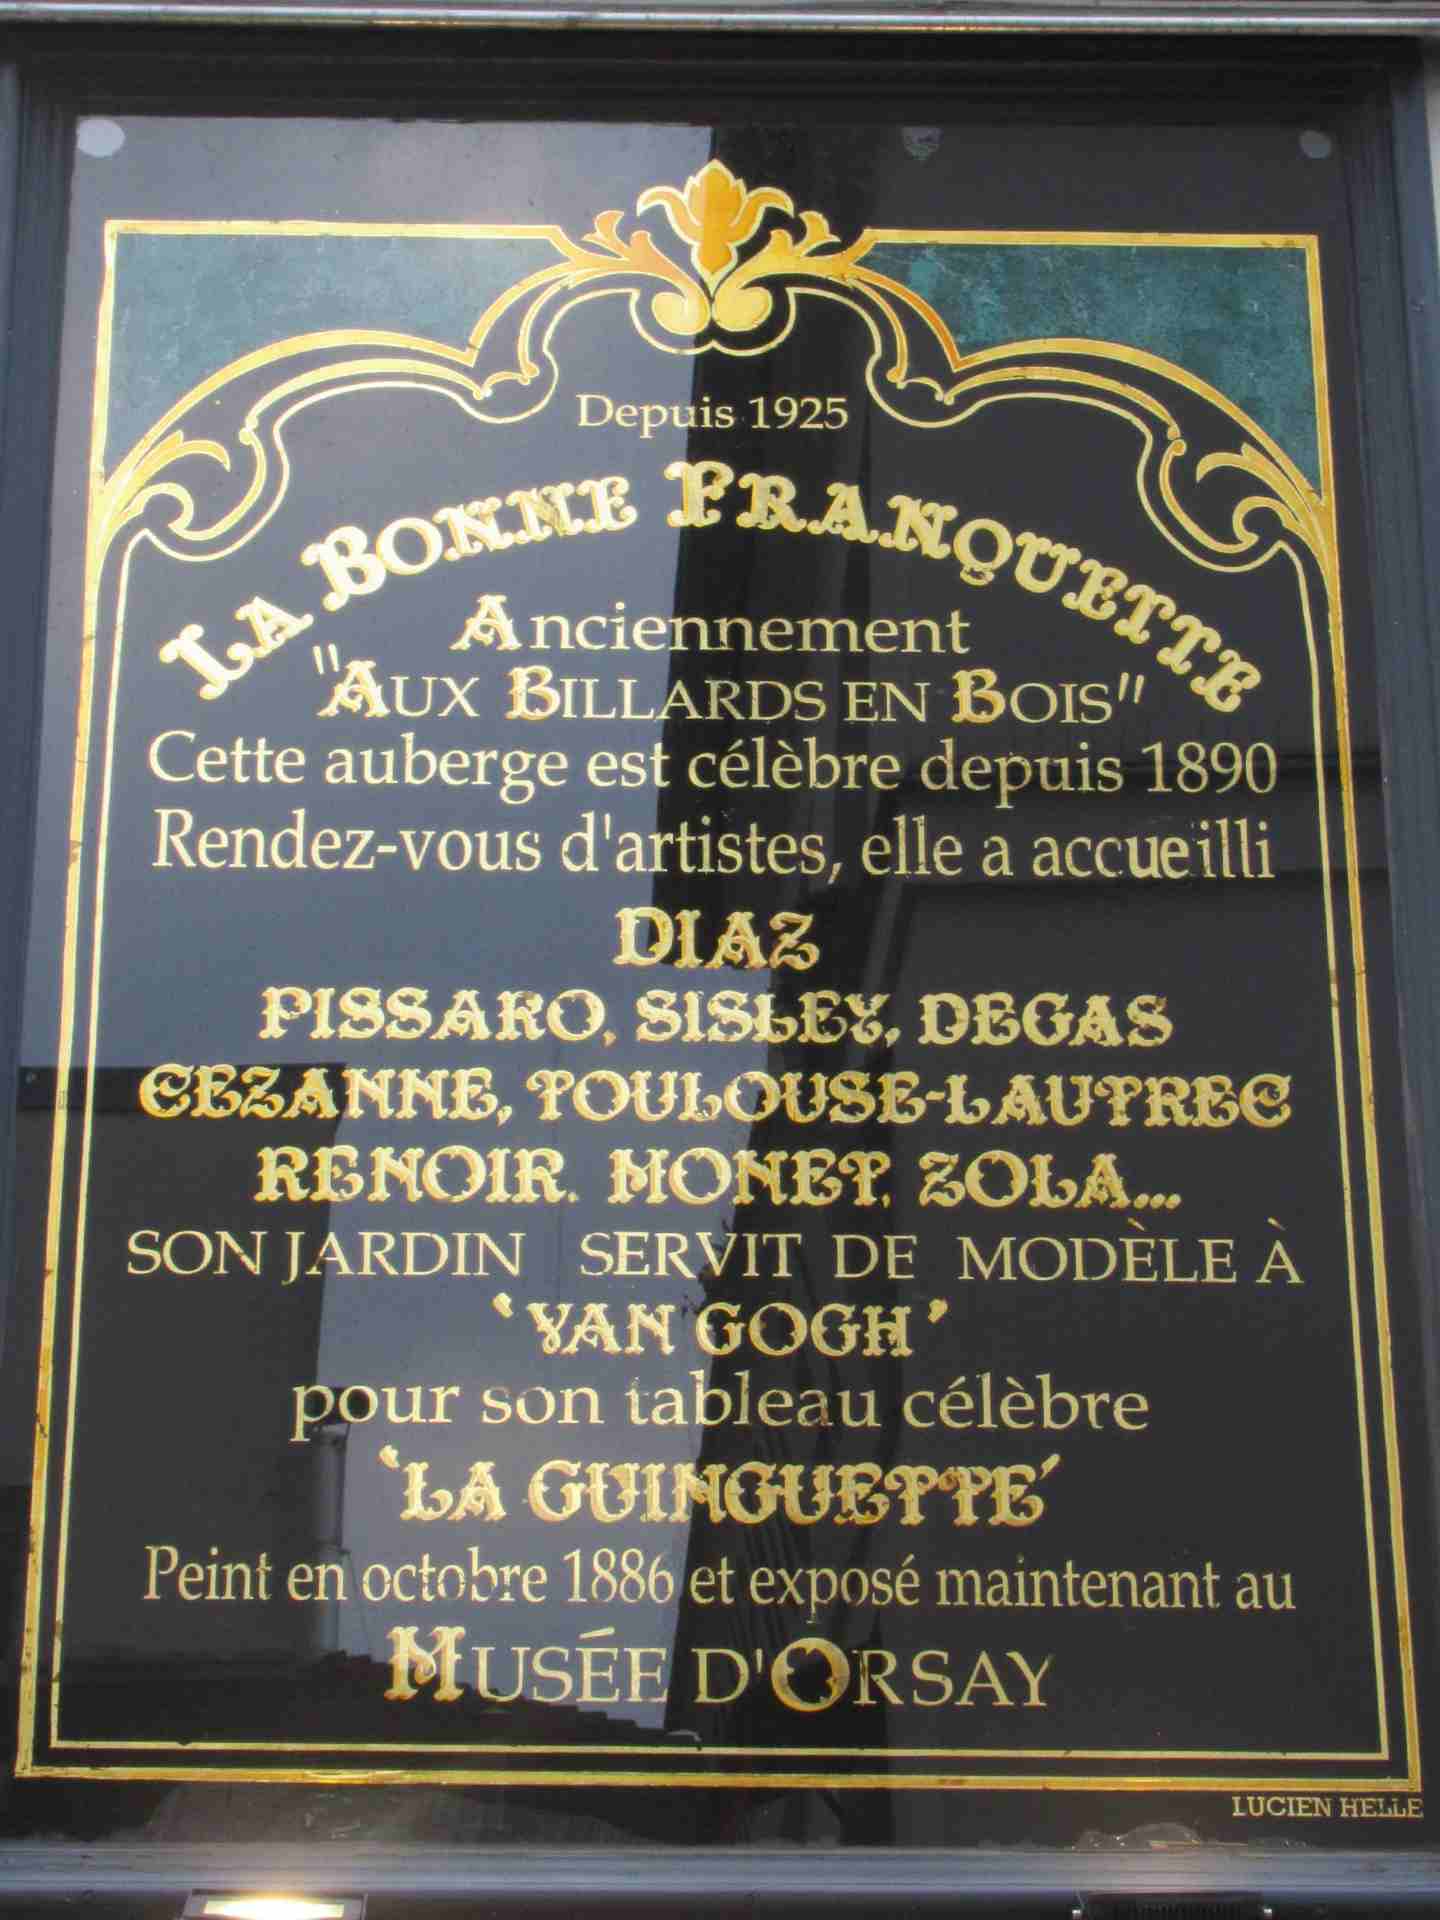 Depuis 1925
LA BONNE FRANQUETTE
Anciennement
"AUX BILLARDS EN BOIS"
Cette auberge est célèbre depuis 1890
Rendez-vous d'artistes, elle a accueilli
DIAZ
PISSARO, SISLEY, DEGAS
CEZANNE, TOULOUSE-LAUTREC
RENOIR. MONET, ZOLA...
SON JARDIN SERVIT DE MODÈLE À
'VAN GOGH'
pour son tableau célèbre
'LA GUINGUETTE'
Peint en octobre 1886 et exposé maintenant au
MUSÉE D'ORSAY
LUCIEN HELLE